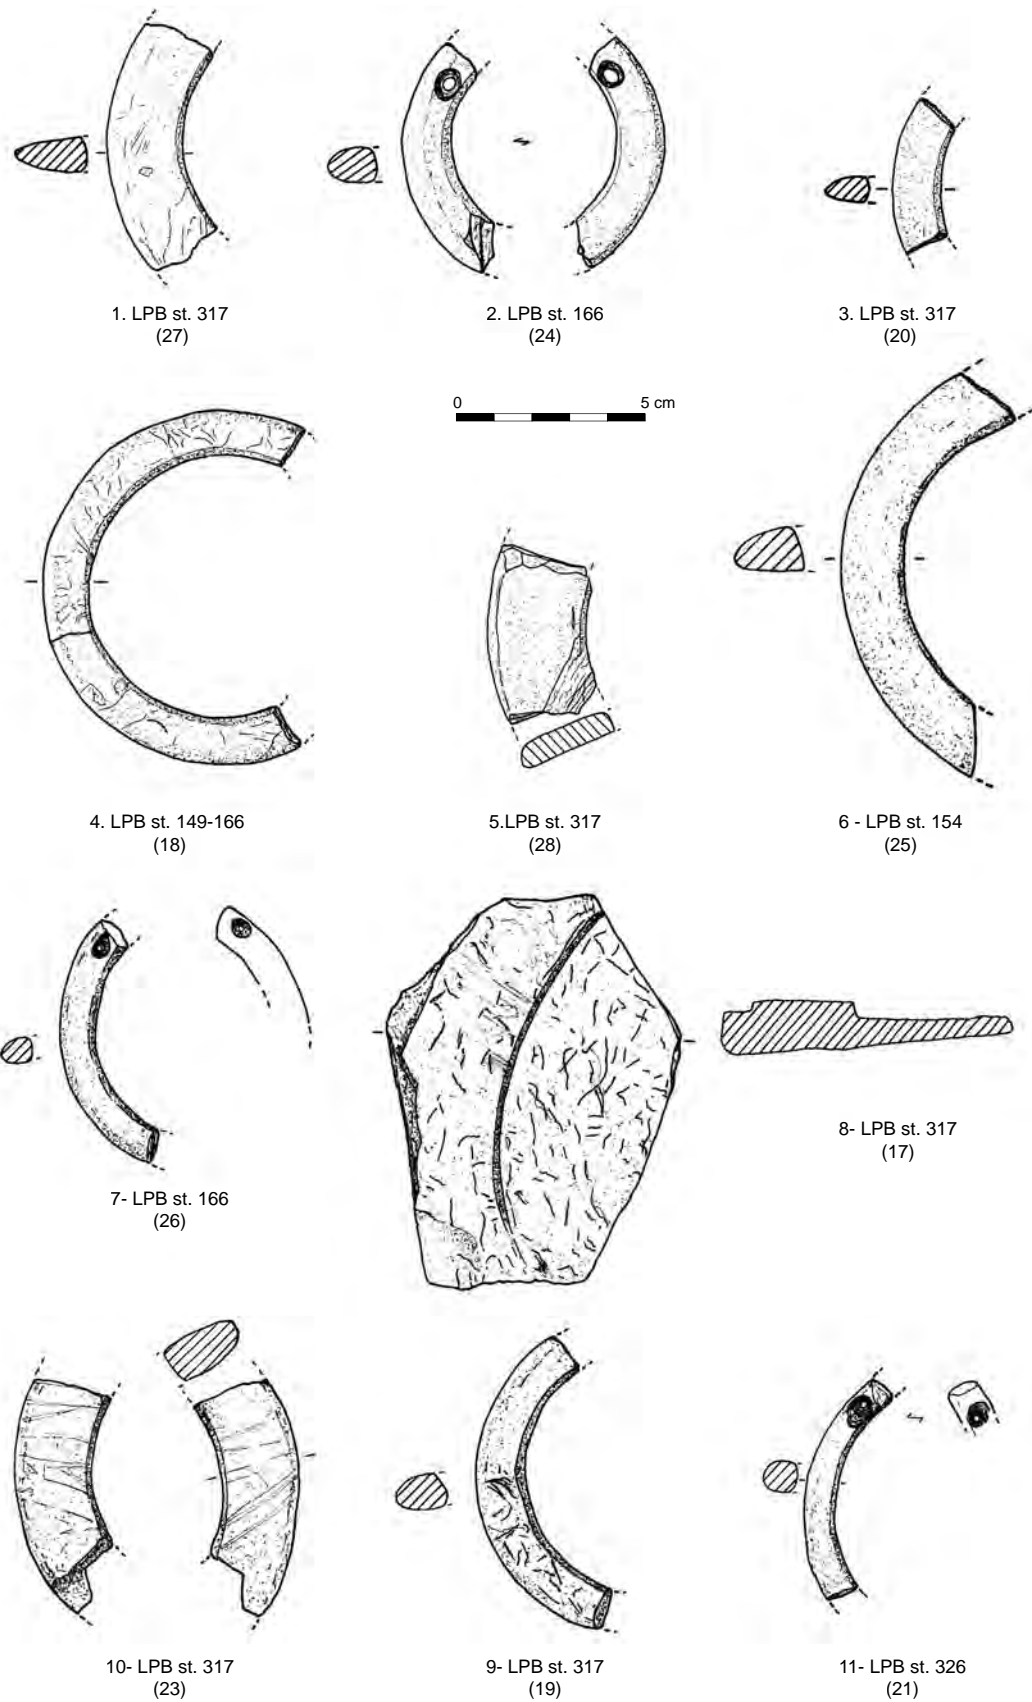 1. LPB st. 317
(27)
2. LPB st. 166
(24)
3. LPB st. 317
(20)
0 5 cm
4. LPB st. 149-166
(18)
5.LPB st. 317
(28)
6 - LPB st. 154
(25)
7- LPB st. 166
(26)
8- LPB st. 317
(17)
10- LPB st. 317
(23)
9- LPB st. 317
(19)
11- LPB st. 326
(21)